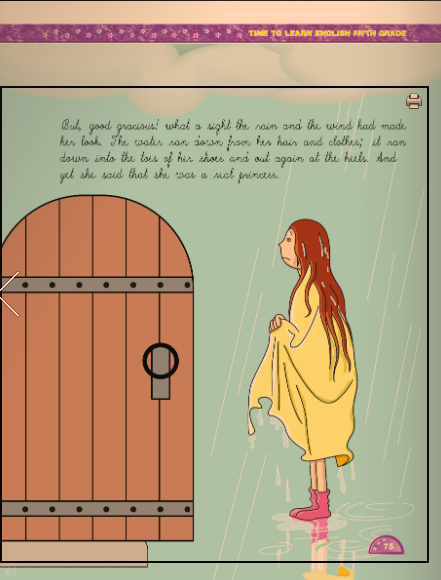 TIME TO LEARN ENGLISH FIFTH GRADE
But, good gracious! what a sight the rain and the wind had made
her look. The water ran down from her hair and clothes; it ran
down into the toes of her shoes and out again at the heels. And
yet she said that she was a real princess.
75